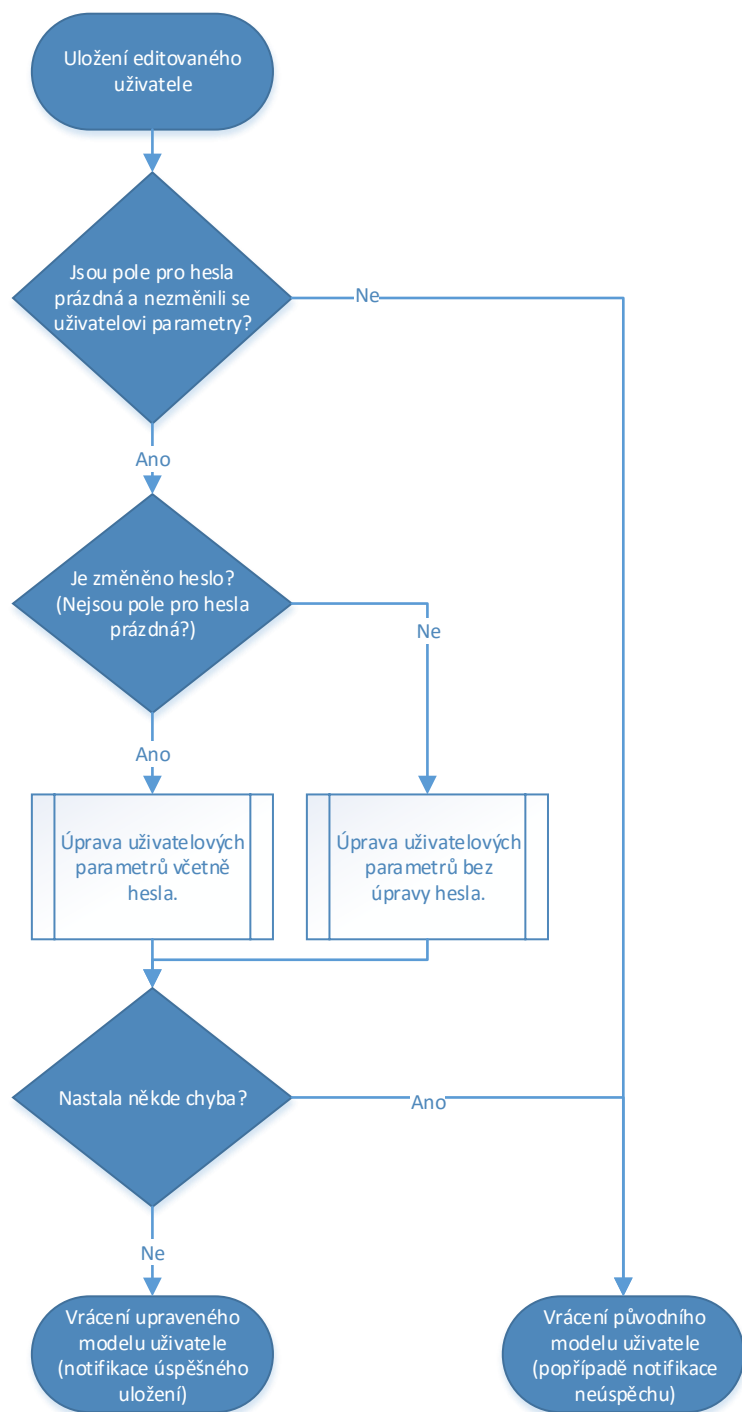 Uložení editovaného
uživatele
Jsou pole pro hesla
prázdná a nezměnili se
uživatelovi parametry?
Ne
Ano
Je změněno heslo?
(Nejsou pole pro hesla
prázdná?)
Ne
Ano
Úprava uživatelových
parametrů včetně
hesla.
Úprava uživatelových
parametrů bez
úpravy hesla.
Nastala někde chyba?
Ano
Ne
Vrácení upraveného
modelu uživatele
(notifikace úspěšného
uložení)
Vrácení původního
modelu uživatele
(popřípadě notifikace
neúspěchu)